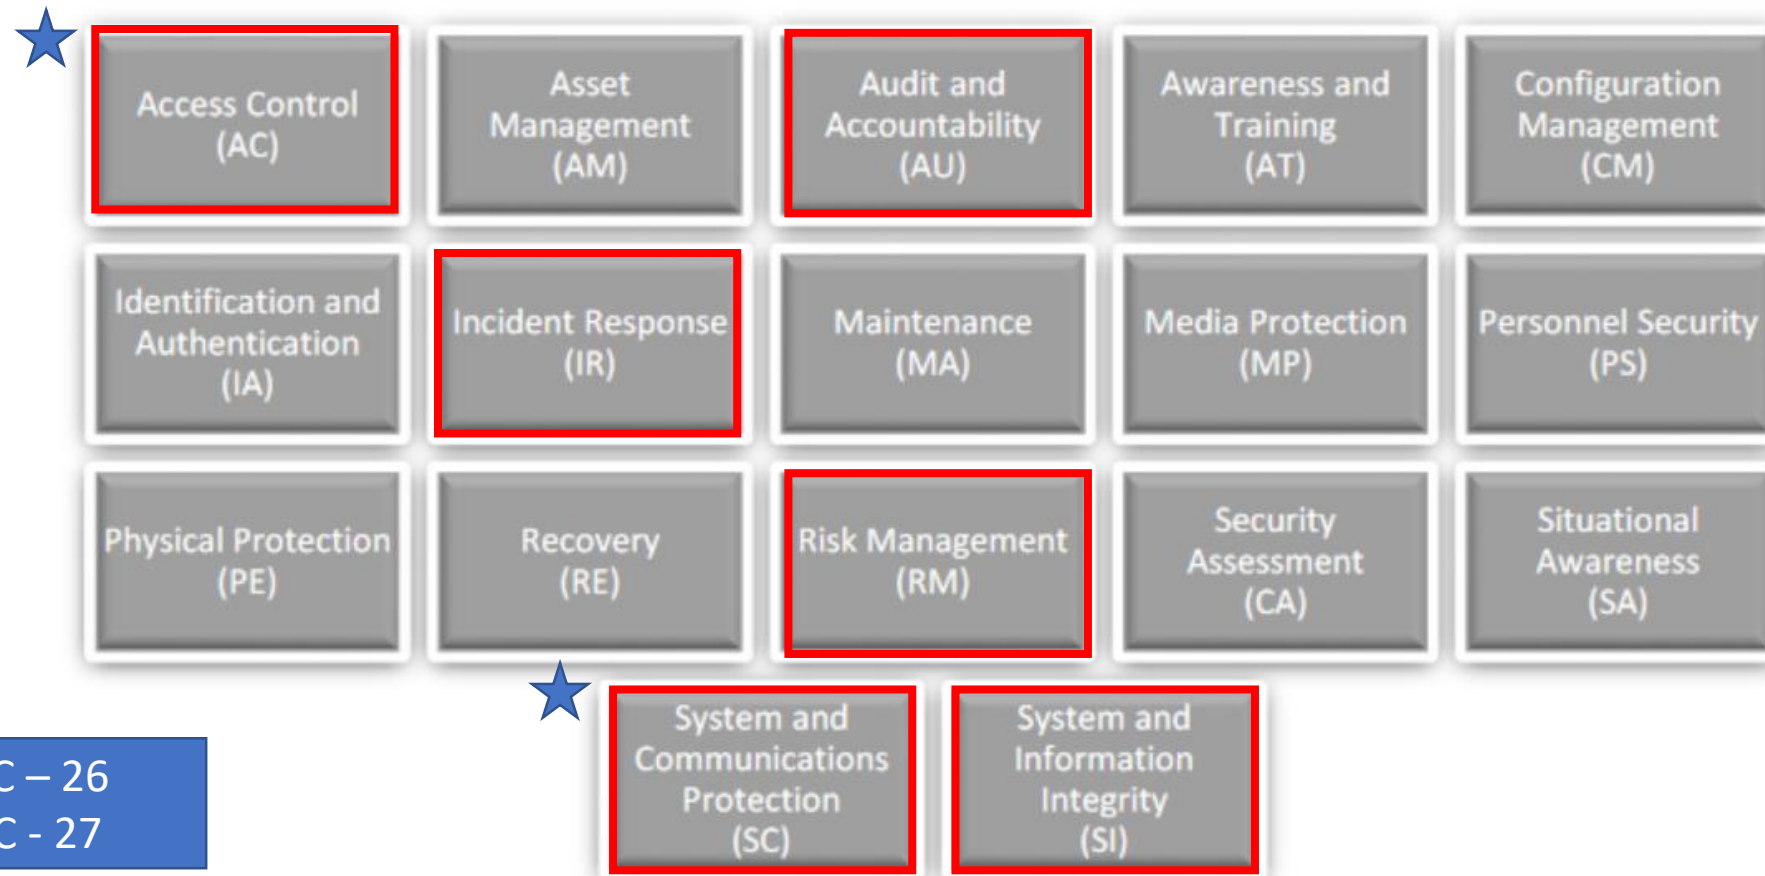 Access Control
(AC)
Asset
Management
(AM)
Audit and
Accountability
(AU)
Awareness and
Training
(AT)
Configuration
Management
(CM)
Identification and
Authentication
(IA)
Incident Response
(IR)
Maintenance
(MA)
Media Protection
(MP)
Personnel Security
(PS)
Physical Protection
(PE)
Recovery
(RE)
Risk Management
(RM)
Security
Assessment
(CA)
Situational
Awareness
(SA)
System and
Communications
Protection
(SC)
System and
Information
Integrity
(SI)
C – 26
C - 27